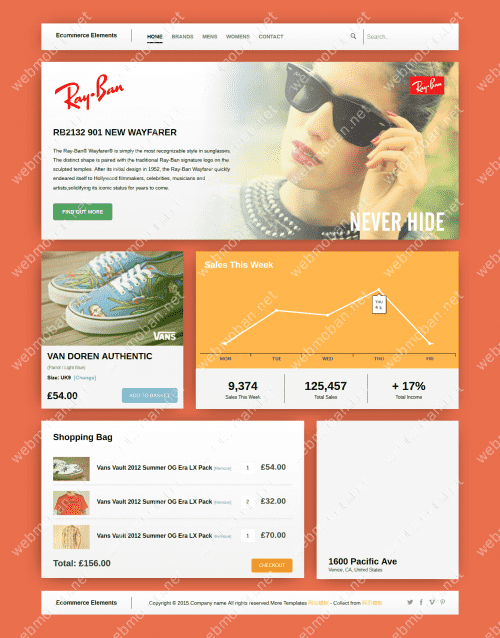 Ecommerce Elements
HOME BRANDS MENS WOMENS CONTACT
Search..
Ray-Ban
Ray-Ban
RB2132 901 NEW WAYFARER
The Ray-Ban® Wayfarer® is simply the most recognizable style in sunglasses.
The distinct shape is paired with the traditional Ray-Ban signature logo on the
sculpted temples. After its initial design in 1952, the Ray-Ban Wayfarer quickly
endeared itself to Hollywood filmmakers, celebrities, musicians and
artists,solidifying its iconic status for years to come.
FIND OUT MORE
NEVER HIDE
VANS
VAN DOREN AUTHENTIC
(Parrot / Light Blue)
Size: UK9 (Change)
£54.00
ADD TO BASKET
Sales This Week
THU
MON TUE WED THU FRI
9,374 125,457 + 17%
Sales This Week Total Sales Total Income
Shopping Bag
Vans Vault 2012 Summer OG Era LX Pack (Remove) 1 £54.00
Vans Vault 2012 Summer OG Era LX Pack (Remove) 2 £32.00
Vans Vault 2012 Summer OG Era LX Pack (Remove) 1 £70.00
Total: £156.00
CHECKOUT
1600 Pacific Ave
Venice, CA, United States
Ecommerce Elements
Copyright © 2015.Company name All rights reserved.More Templates 网页模板 - Collect from 网页模板
webmoban.net